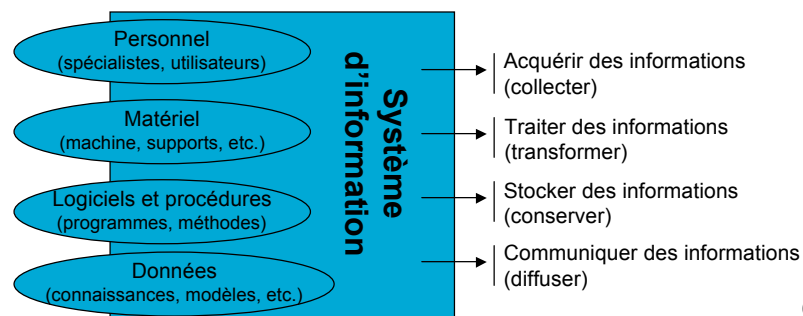 Personnel
(spécialistes, utilisateurs)
Matériel
(machine, supports, etc.)
Logiciels et procédures
(programmes, méthodes)
Données
(connaissances, modèles, etc.)
Système
d'information
Acquérir des informations
(collecter)
Traiter des informations
(transformer)
Stocker des informations
(conserver)
Communiquer des informations
(diffuser)